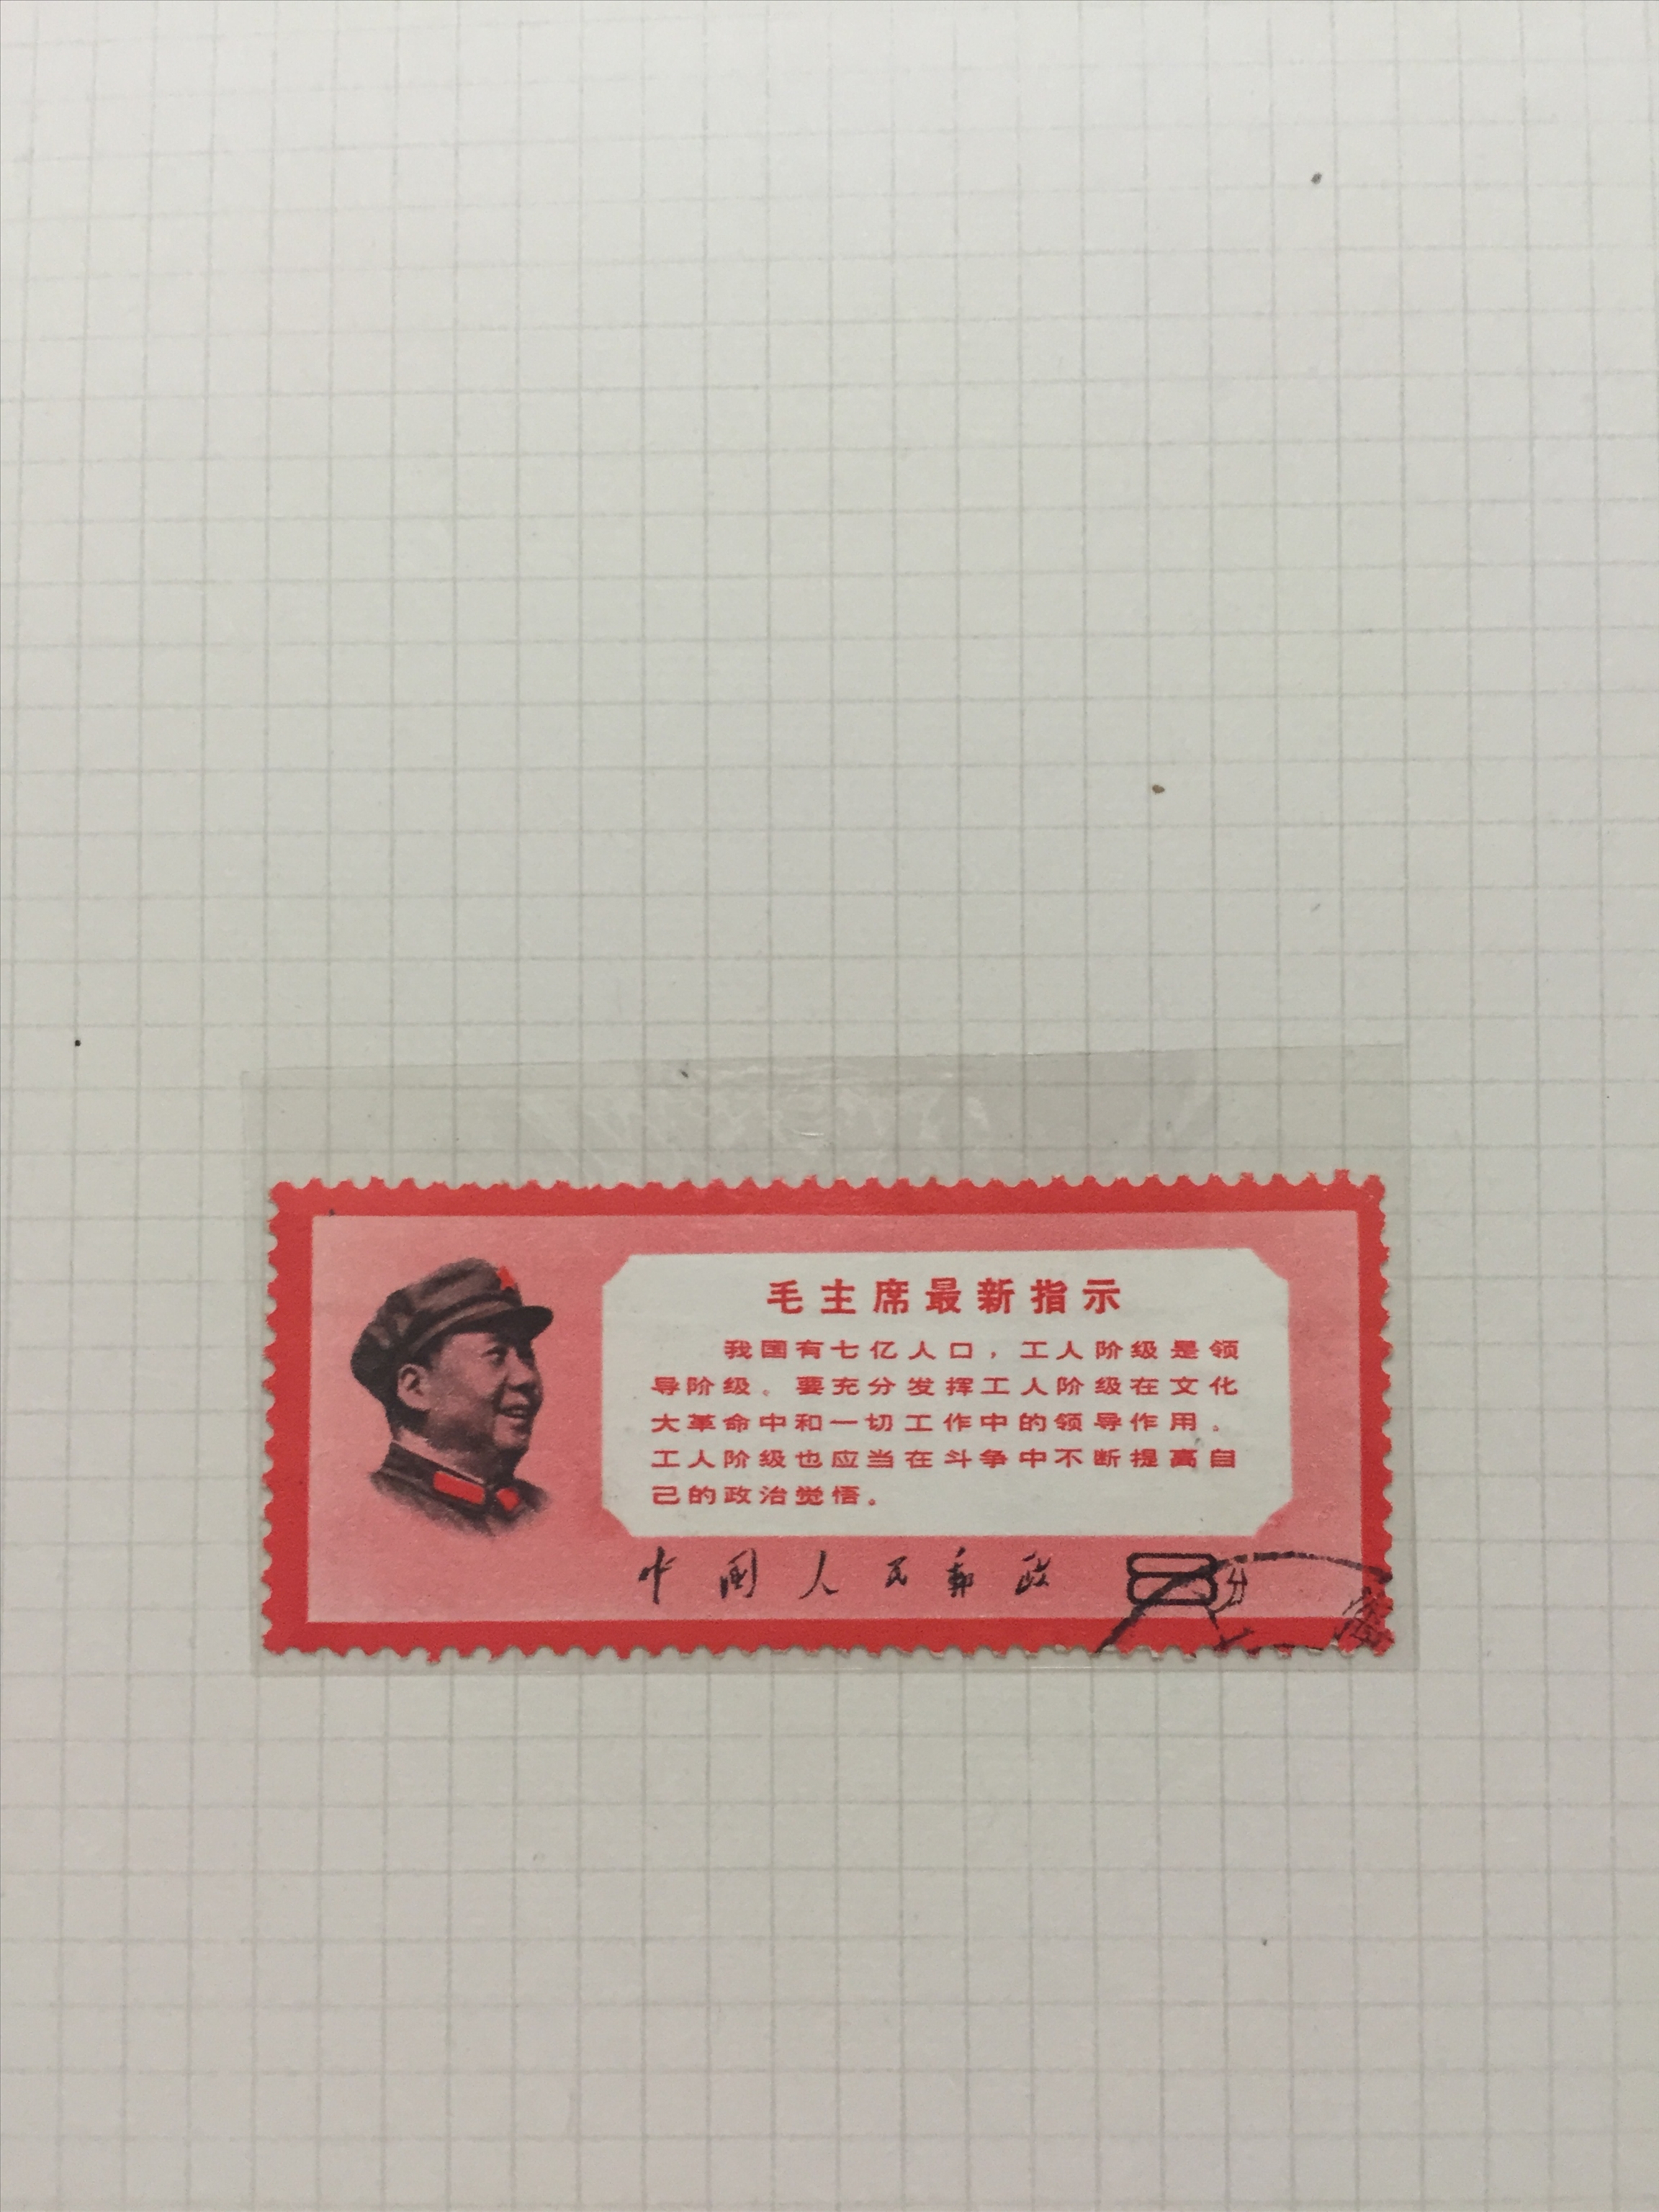 毛主席最新指示
我国有七亿人口，工人阶级是领
导阶级。要充分发挥工人阶级在文化
大革命中和一切工作中的领导作用。
工人阶级也应当在斗争中不断提高自
己的政治觉悟。
中国人民邮政
分